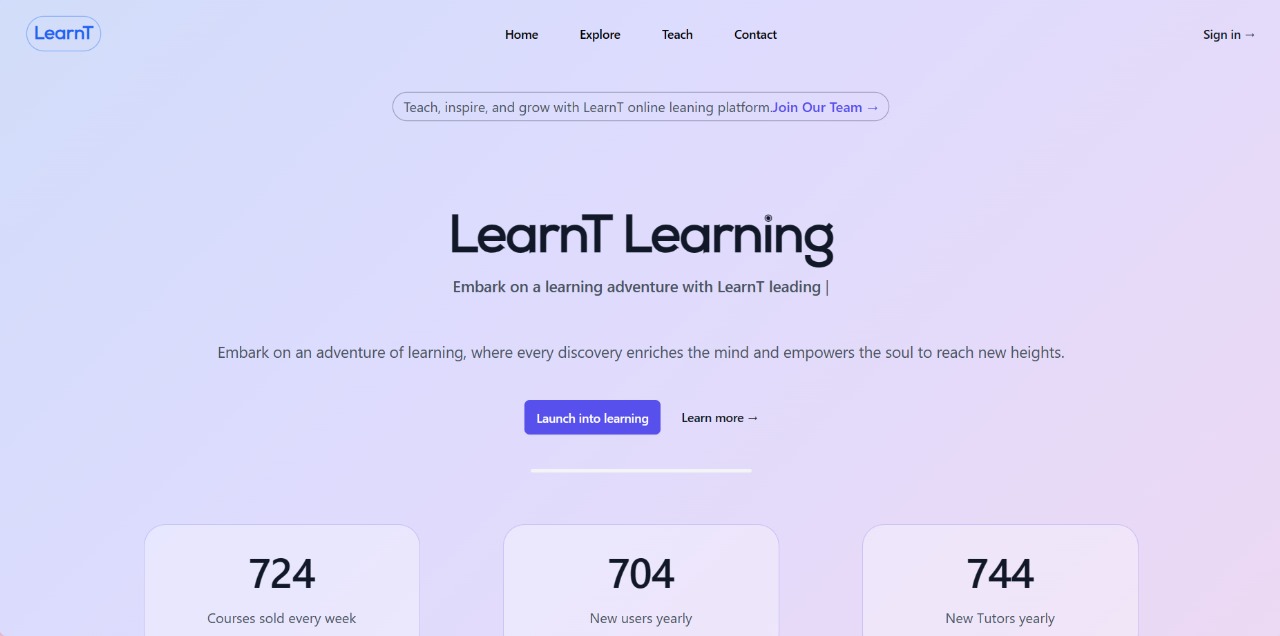 LearnT
Home Explore Teach Contact
Sign in →
Teach, inspire, and grow with LearnT online leaning platform.Join Our Team →
LearnT Learning
Embark on a learning adventure with LearnT leading |
Embark on an adventure of learning, where every discovery enriches the mind and empowers the soul to reach new heights.
Launch into learning
Learn more →
724
Courses sold every week
704
New users yearly
744
New Tutors yearly